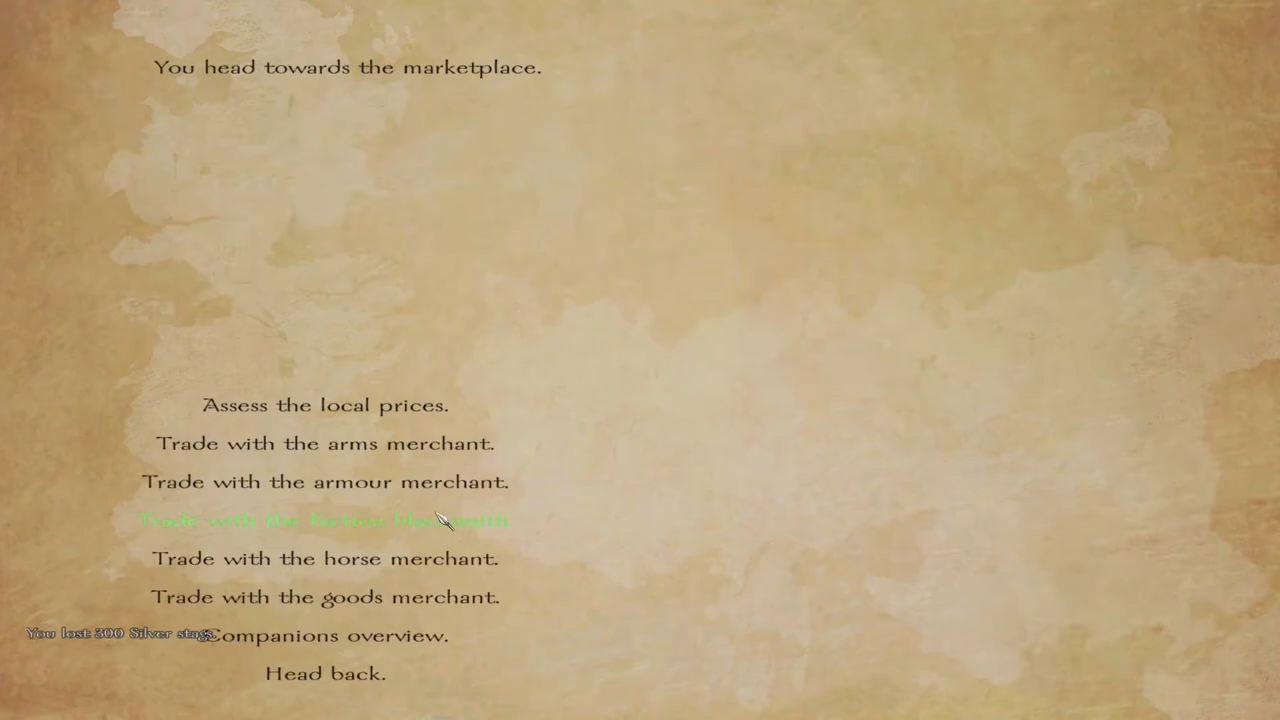 You head towards the marketplace.
Assess the local prices.
Trade with the arms merchant.
Trade with the armour merchant.
Trade with the faction blacksmith
Trade with the horse merchant.
Trade with the goods merchant.
You lost 300 Silver stags.
Companions overview.
Head back.